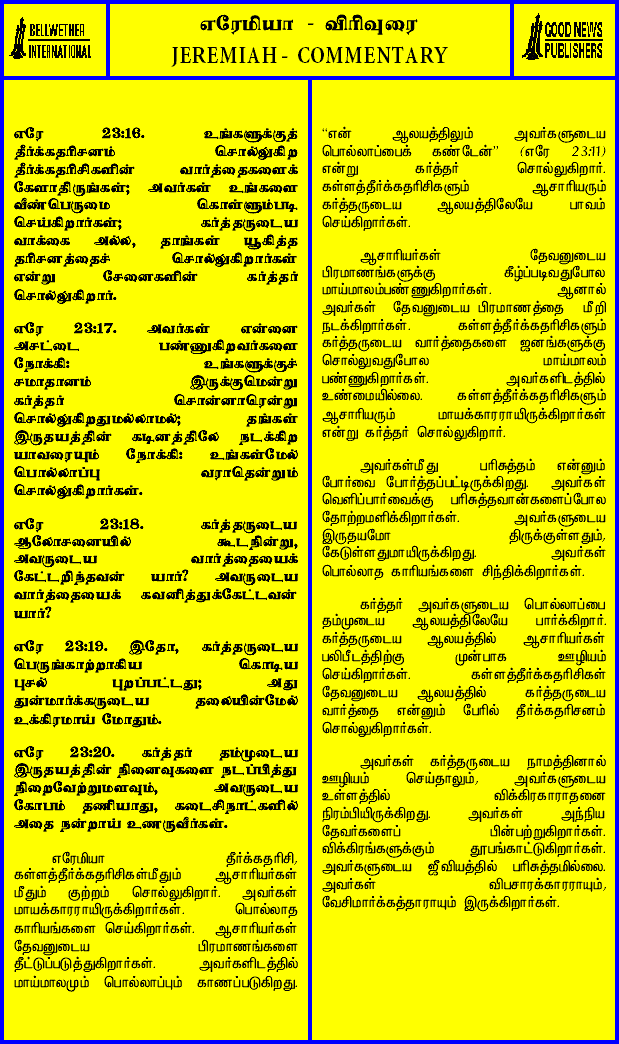 BELLWETHER
INTERNATIONAL
எரேமியா - விரிவுரை
JEREMIAH - COMMENTARY
GOOD NEWS
PUBLISHERS
எரே 23:16. உங்களுக்குத்
தீர்க்கதரிசனம் சொல்லுகிற
தீர்க்கதரிசிகளின் வார்த்தைகளைக்
கேளாதிருங்கள்; அவர்கள் உங்களை
வீண்பெருமை கொள்ளும்படி
செய்கிறார்கள்; கர்த்தருடைய
வாக்கை அல்ல, தாங்கள் யூகித்த
தரிசனத்தைச் சொல்லுகிறார்கள்
என்று சேனைகளின் கர்த்தர்
சொல்லுகிறார்.
எரே 23:17. அவர்கள் என்னை
அசட்டை பண்ணுகிறவர்களை
நோக்கி: உங்களுக்குச்
சமாதானம் இருக்குமென்று
கர்த்தர் சொன்னாரென்று
சொல்லுகிறதுமல்லாமல்; தங்கள்
இருதயத்தின் கடினத்திலே நடக்கிற
யாவரையும் நோக்கி: உங்கள்மேல்
பொல்லாப்பு வராதென்றும்
சொல்லுகிறார்கள்.
எரே 23:18. கர்த்தருடைய
ஆலோசனையில் கூடநின்று,
அவருடைய வார்த்தையைக்
கேட்டறிந்தவன் யார்? அவருடைய
வார்த்தையைக் கவனித்துக்கேட்டவன்
யார்?
எரே 23:19. இதோ, கர்த்தருடைய
பெருங்காற்றாகிய கொடிய
புசல் புறப்பட்டது; அது
துன்மார்க்கருடைய தலையின்மேல்
உக்கிரமாய் மோதும்.
எரே 23:20. கர்த்தர் தம்முடைய
இருதயத்தின் நினைவுகளை நடப்பித்து
நிறைவேற்றுமளவும், அவருடைய
கோபம் தணியாது, கடைசிநாட்களில்
அதை நன்றாய் உணருவீர்கள்.
எரேமியா தீர்க்கதரிசி,
கள்ளத்தீர்க்கதரிசிகள்மீதும் ஆசாரியர்கள்
மீதும் குற்றம் சொல்லுகிறார். அவர்கள்
மாயக்காரராயிருக்கிறார்கள். பொல்லாத
காரியங்களை செய்கிறார்கள். ஆசாரியர்கள்
தேவனுடைய பிரமாணங்களை
தீட்டுப்படுத்துகிறார்கள். அவர்களிடத்தில்
மாய்மாலமும் பொல்லாப்பும் காணப்படுகிறது.
“என் ஆலயத்திலும் அவர்களுடைய
பொல்லாப்பைக் கண்டேன்” (எரே 23:11)
என்று கர்த்தர் சொல்லுகிறார்.
கள்ளத்தீர்க்கதரிசிகளும் ஆசாரியரும்
கர்த்தருடைய ஆலயத்திலேயே பாவம்
செய்கிறார்கள்.
ஆசாரியர்கள் தேவனுடைய
பிரமாணங்களுக்கு கீழ்ப்படிவதுபோல
மாய்மாலம்பண்ணுகிறார்கள். ஆனால்
அவர்கள் தேவனுடைய பிரமாணத்தை மீறி
நடக்கிறார்கள். கள்ளத்தீர்க்கதரிசிகளும்
கர்த்தருடைய வார்த்தைகளை ஜனங்களுக்கு
சொல்லுவதுபோல மாய்மாலம்
பண்ணுகிறார்கள். அவர்களிடத்தில்
உண்மையில்லை. கள்ளத்தீர்க்கதரிசிகளும்
ஆசாரியரும் மாயக்காரராயிருக்கிறார்கள்
என்று கர்த்தர் சொல்லுகிறார்.
அவர்கள்மீது பரிசுத்தம் என்னும்
போர்வை போர்த்தப்பட்டிருக்கிறது. அவர்கள்
வெளிப்பார்வைக்கு பரிசுத்தவான்களைப்போல
தோற்றமளிக்கிறார்கள். அவர்களுடைய
இருதயமோ திருக்குள்ளதும்,
கேடுள்ளதுமாயிருக்கிறது. அவர்கள்
பொல்லாத காரியங்களை சிந்திக்கிறார்கள்.
கர்த்தர் அவர்களுடைய பொல்லாப்பை
தம்முடைய ஆலயத்திலேயே பார்க்கிறார்.
கர்த்தருடைய ஆலயத்தில் ஆசாரியர்கள்
பலிபீடத்திற்கு முன்பாக ஊழியம்
செய்கிறார்கள். கள்ளத்தீர்க்கதரிசிகள்
தேவனுடைய ஆலயத்தில் கர்த்தருடைய
வார்த்தை என்னும் பேரில் தீர்க்கதரிசனம்
சொல்லுகிறார்கள்.
அவர்கள் கர்த்தருடைய நாமத்தினால்
ஊழியம் செய்தாலும், அவர்களுடைய
உள்ளத்தில் விக்கிரகாராதனை
நிரம்பியிருக்கிறது. அவர்கள் அந்நிய
தேவர்களைப் பின்பற்றுகிறார்கள்.
விக்கிரங்களுக்கும் தூபங்காட்டுகிறார்கள்.
அவர்களுடைய ஜீவியத்தில் பரிசுத்தமில்லை.
அவர்கள் விபசாரக்காரராயும்,
வேசிமார்க்கத்தாராயும் இருக்கிறார்கள்.